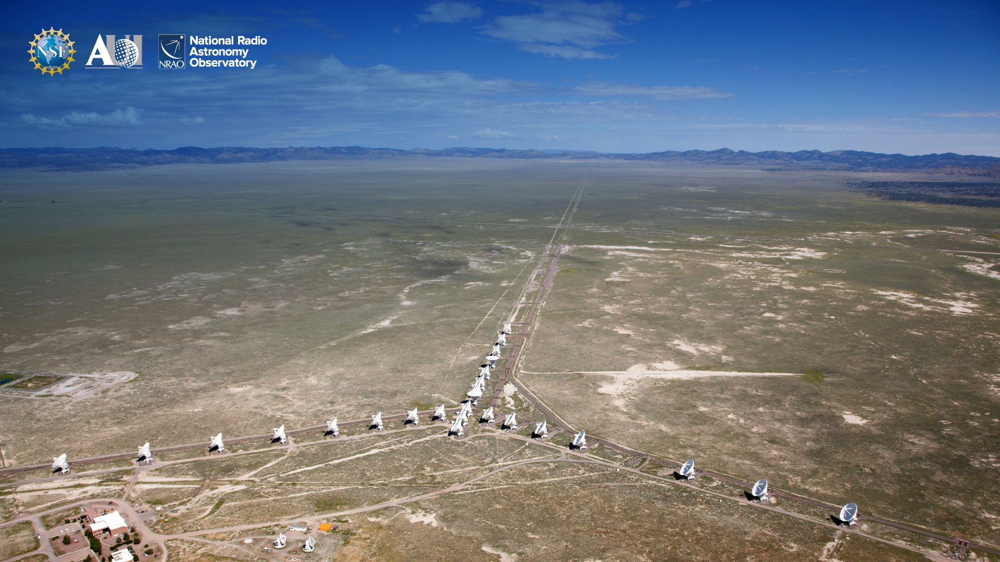 NSF
AUI
NRAO
National Radio
Astronomy
Observatory